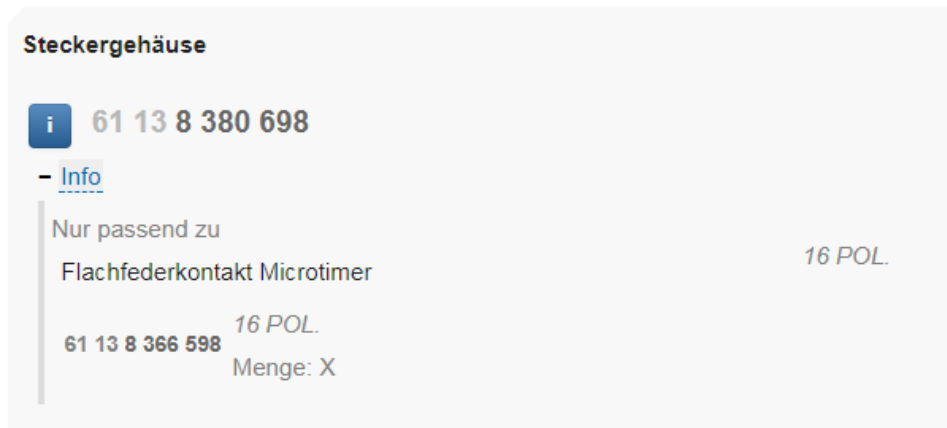 Steckergehäuse
i 61 13 8 380 698
– Info
Nur passend zu
16 POL.
Flachfederkontakt Microtimer
16 POL.
61 13 8 366 598
Menge: X